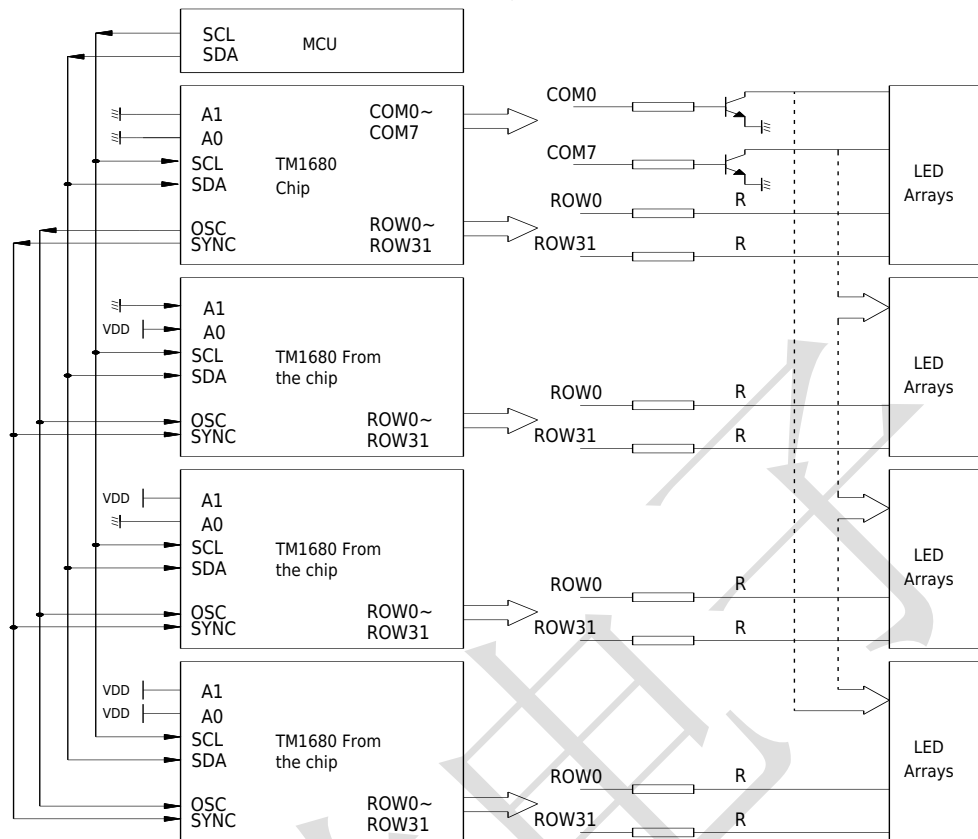 SCL
SDA
MCU
A1
A0
SCL
SDA
OSC
SYNC
TM1680
Chip
COM0~
COM7
ROW0~
ROW31
COM0
COM7
ROW0
R
ROW31
R
LED
Arrays
A1
VDD
A0
SCL
SDA
OSC
SYNC
TM1680 From
the chip
ROW0~
ROW31
ROW0
R
ROW31
R
LED
Arrays
VDD
A1
A0
SCL
SDA
OSC
SYNC
TM1680 From
the chip
ROW0~
ROW31
ROW0
R
ROW31
R
LED
Arrays
VDD
A1
VDD
A0
SCL
SDA
OSC
SYNC
TM1680 From
the chip
ROW0~
ROW31
ROW0
R
ROW31
R
LED
Arrays
电子